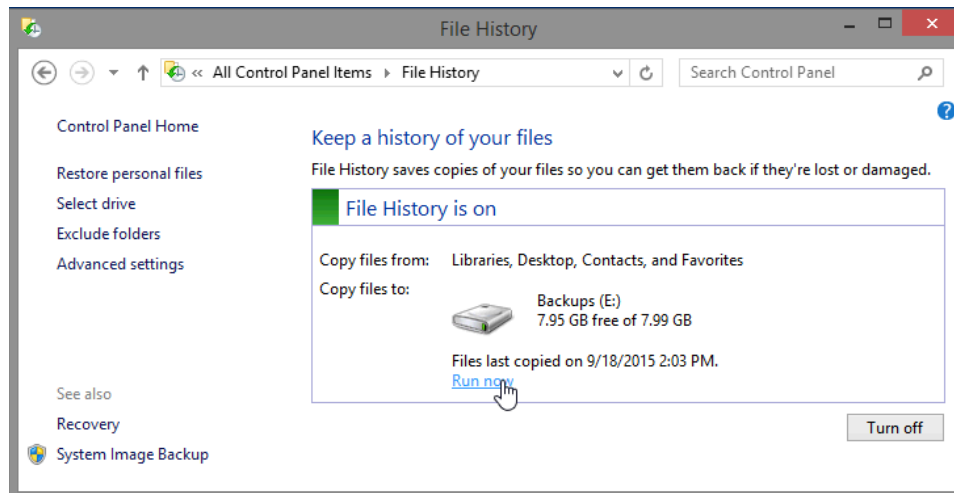 File History
« All Control Panel Items File History
Search Control Panel
Control Panel Home
Restore personal files
Select drive
Exclude folders
Advanced settings
Keep a history of your files
File History saves copies of your files so you can get them back if they're lost or damaged.
File History is on
Copy files from: Libraries, Desktop, Contacts, and Favorites
Copy files to:
Backups (E:)
7.95 GB free of 7.99 GB
Files last copied on 9/18/2015 2:03 PM.
Run now
Turn off
See also
Recovery
System Image Backup